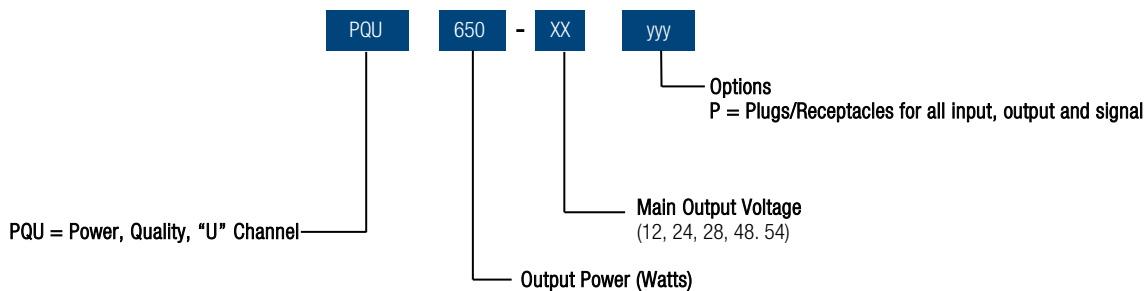 PQU 650 - XX yyy
Options
P = Plugs/Receptacles for all input, output and signal
Main Output Voltage
(12, 24, 28, 48. 54)
PQU = Power, Quality, “U” Channel
Output Power (Watts)